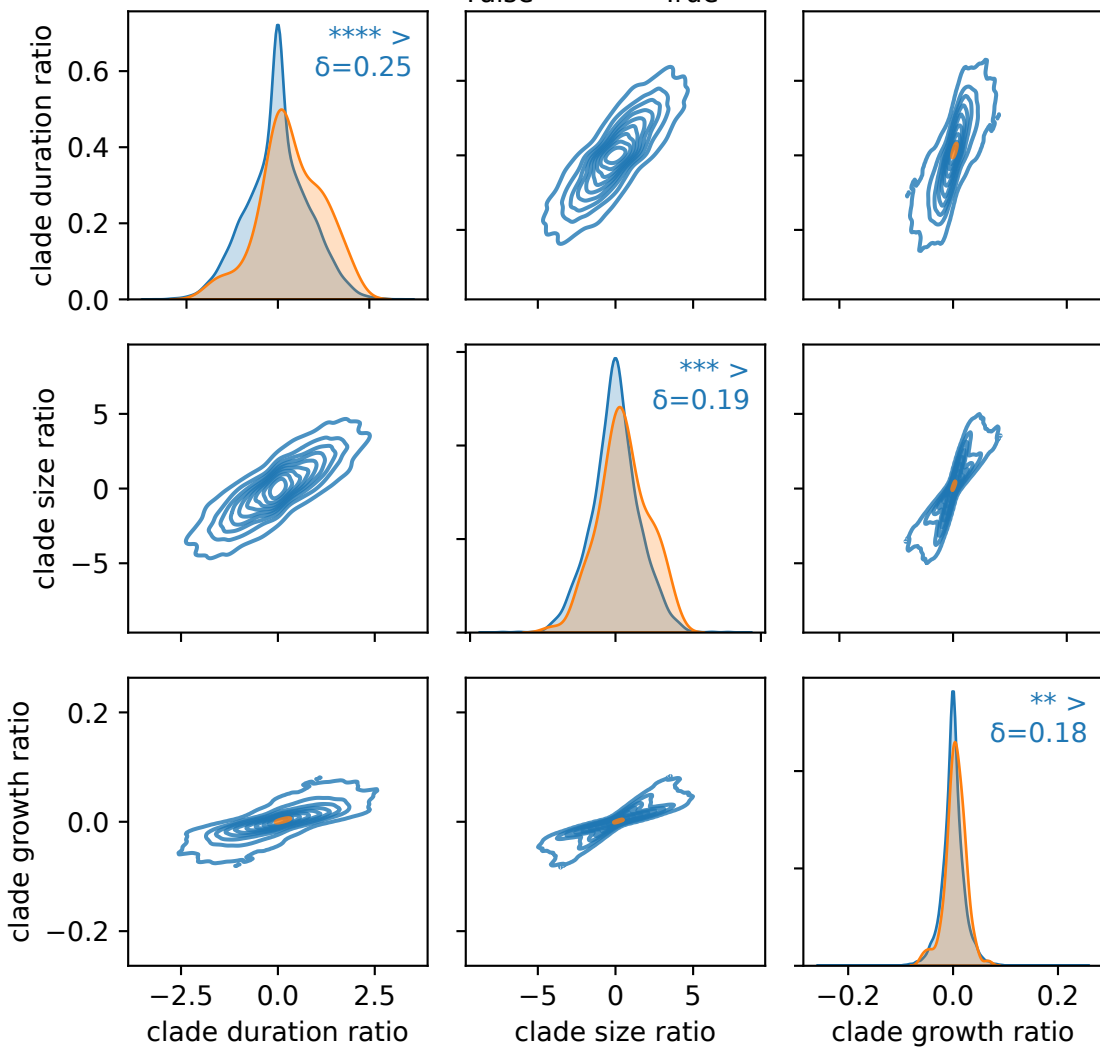 True
clade duration ratio
0.6
0.4
0.2
0.0
**** >
δ=0.25
clade size ratio
5
0
−5
*** >
δ=0.19
clade growth ratio
0.2
0.0
−0.2
** >
δ=0.18
−2.5 0.0 2.5
−5 0 5
−0.2 0.0 0.2
clade duration ratio
clade size ratio
clade growth ratio